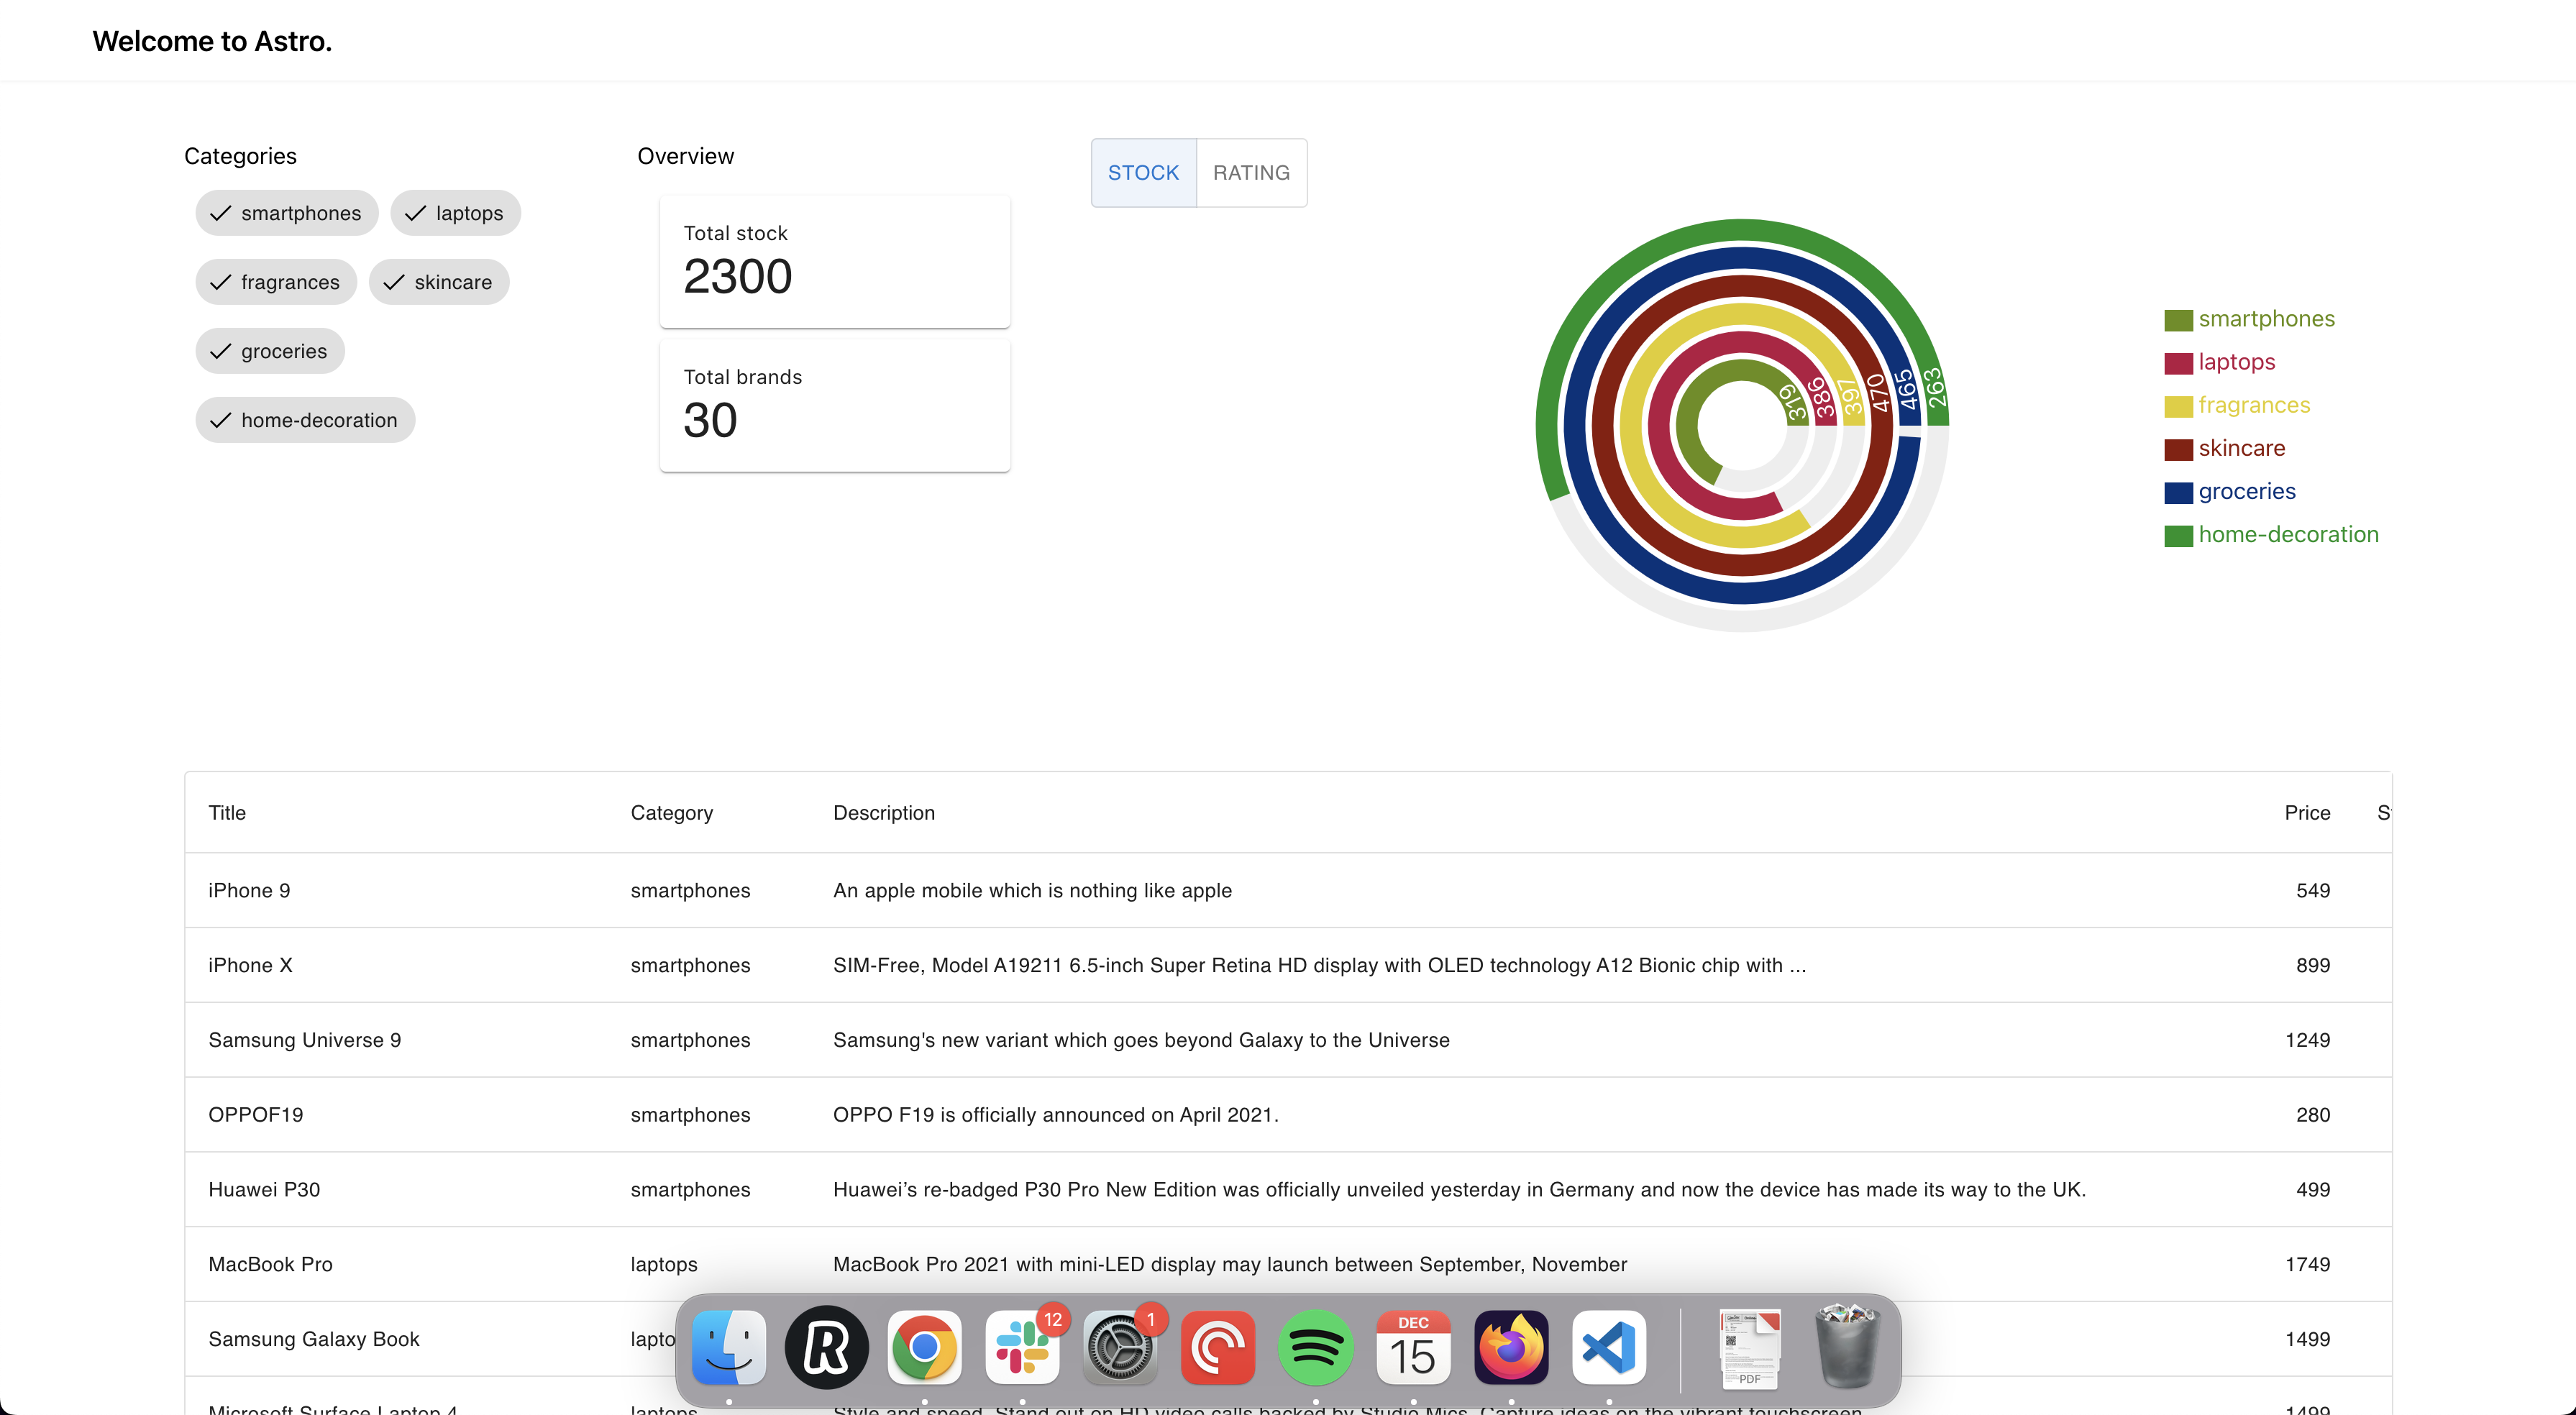 Welcome to Astro.
Categories
smartphones
laptops
fragrances
skincare
groceries
home-decoration
Overview
Total stock
2300
Total brands
30
STOCK
RATING
319
386
397
470
465
263
smartphones
laptops
fragrances
skincare
groceries
home-decoration
Title Category Description Price S
iPhone 9 smartphones An apple mobile which is nothing like apple 549
iPhone X smartphones SIM-Free, Model A19211 6.5-inch Super Retina HD display with OLED technology A12 Bionic chip with ... 899
Samsung Universe 9 smartphones Samsung's new variant which goes beyond Galaxy to the Universe 1249
OPPOF19 smartphones OPPO F19 is officially announced on April 2021. 280
Huawei P30 smartphones Huawei’s re-badged P30 Pro New Edition was officially unveiled yesterday in Germany and now the device has made its way to the UK. 499
MacBook Pro laptops MacBook Pro 2021 with mini-LED display may launch between September, November 1749
Samsung Galaxy Book lapto 1499
Microsoft Surface Laptop 4 laptops Style and speed. Stand out on HD video calls backed by Studio Mics. Capture ideas on the vibrant touchscreen. 1499
R
12
1
DEC
15
PDF